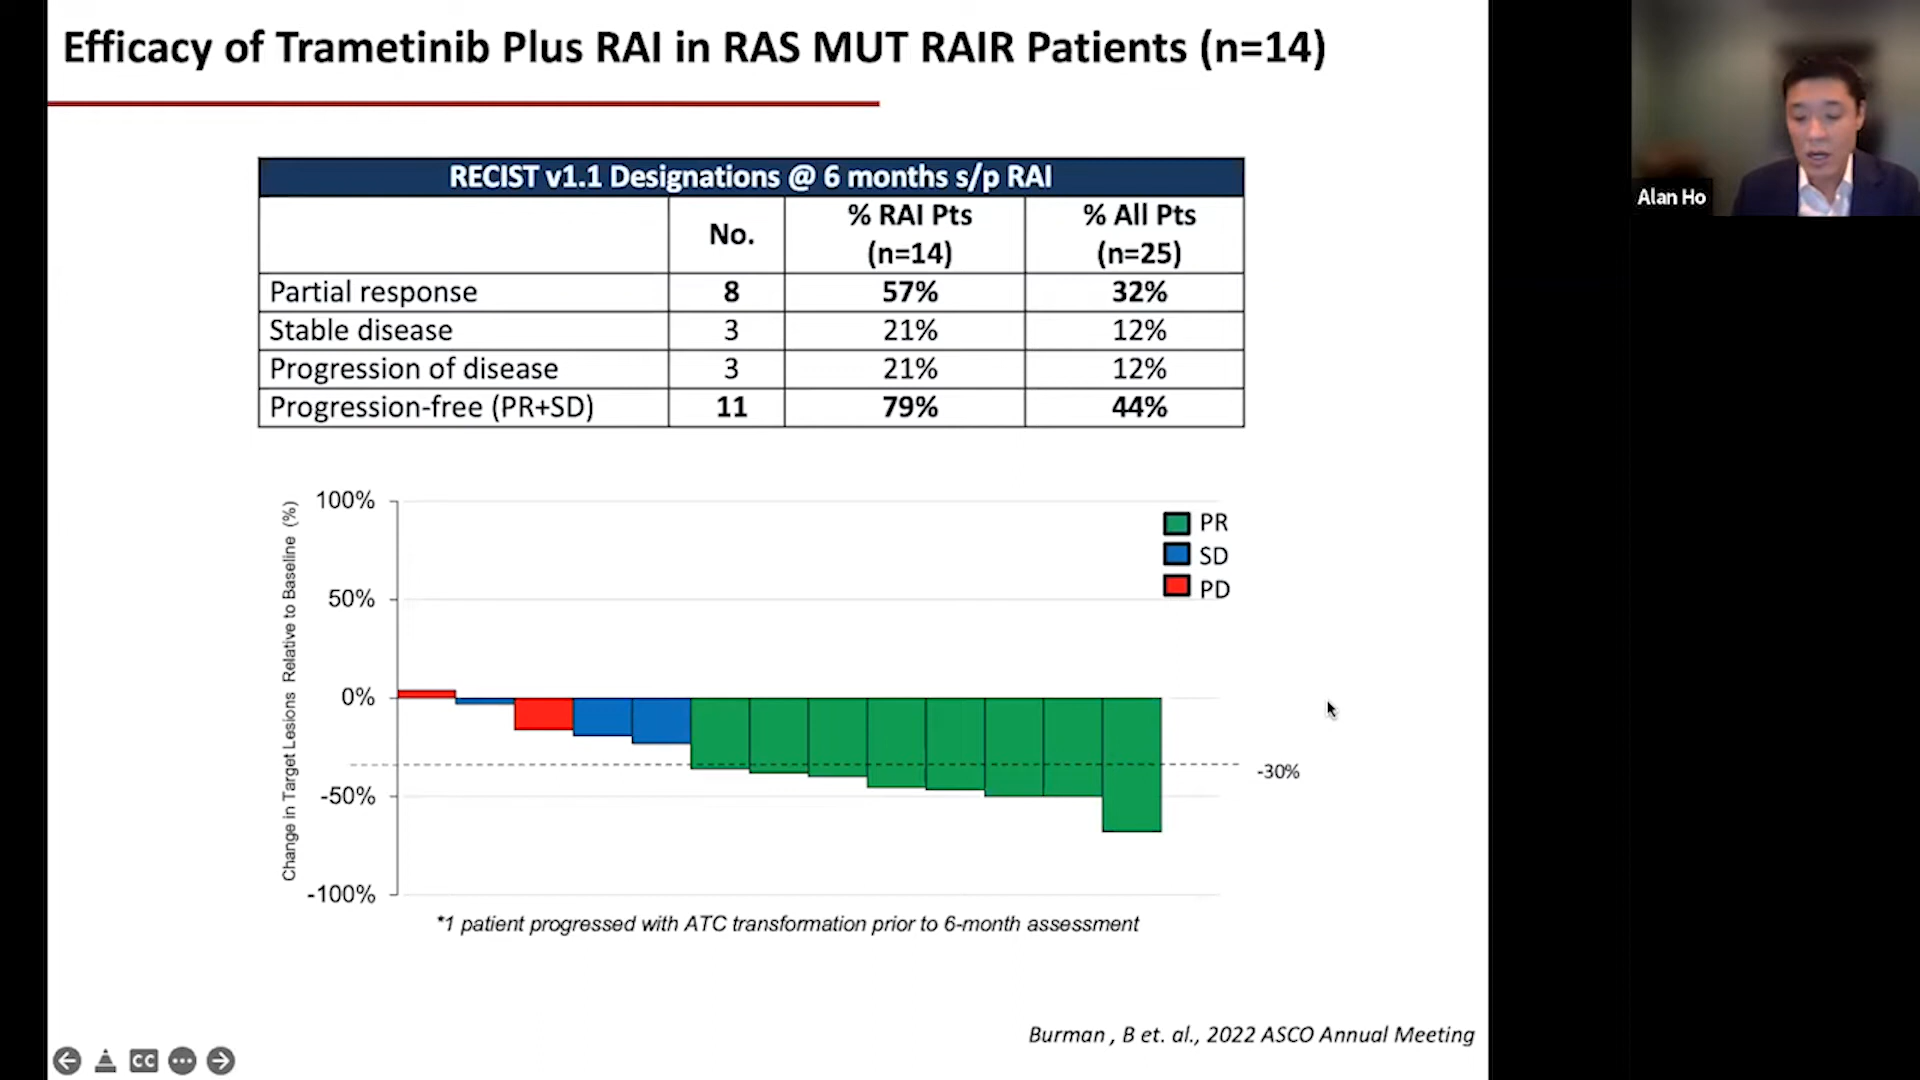 Efficacy of Trametinib Plus RAI in RAS MUT RAIR Patients (n=14)
Alan Ho
RECIST v1.1 Designations @ 6 months s/p RAI
No. % RAI Pts (n=14) % All Pts (n=25)
Partial response 8 57% 32%
Stable disease 3 21% 12%
Progression of disease 3 21% 12%
Progression-free (PR+SD) 11 79% 44%
Change in Target Lesions Relative to Baseline (%)
100%
50%
0%
-50%
-100%
PR
SD
PD
-30%
*1 patient progressed with ATC transformation prior to 6-month assessment
Burman , B et. al., 2022 ASCO Annual Meeting
CC